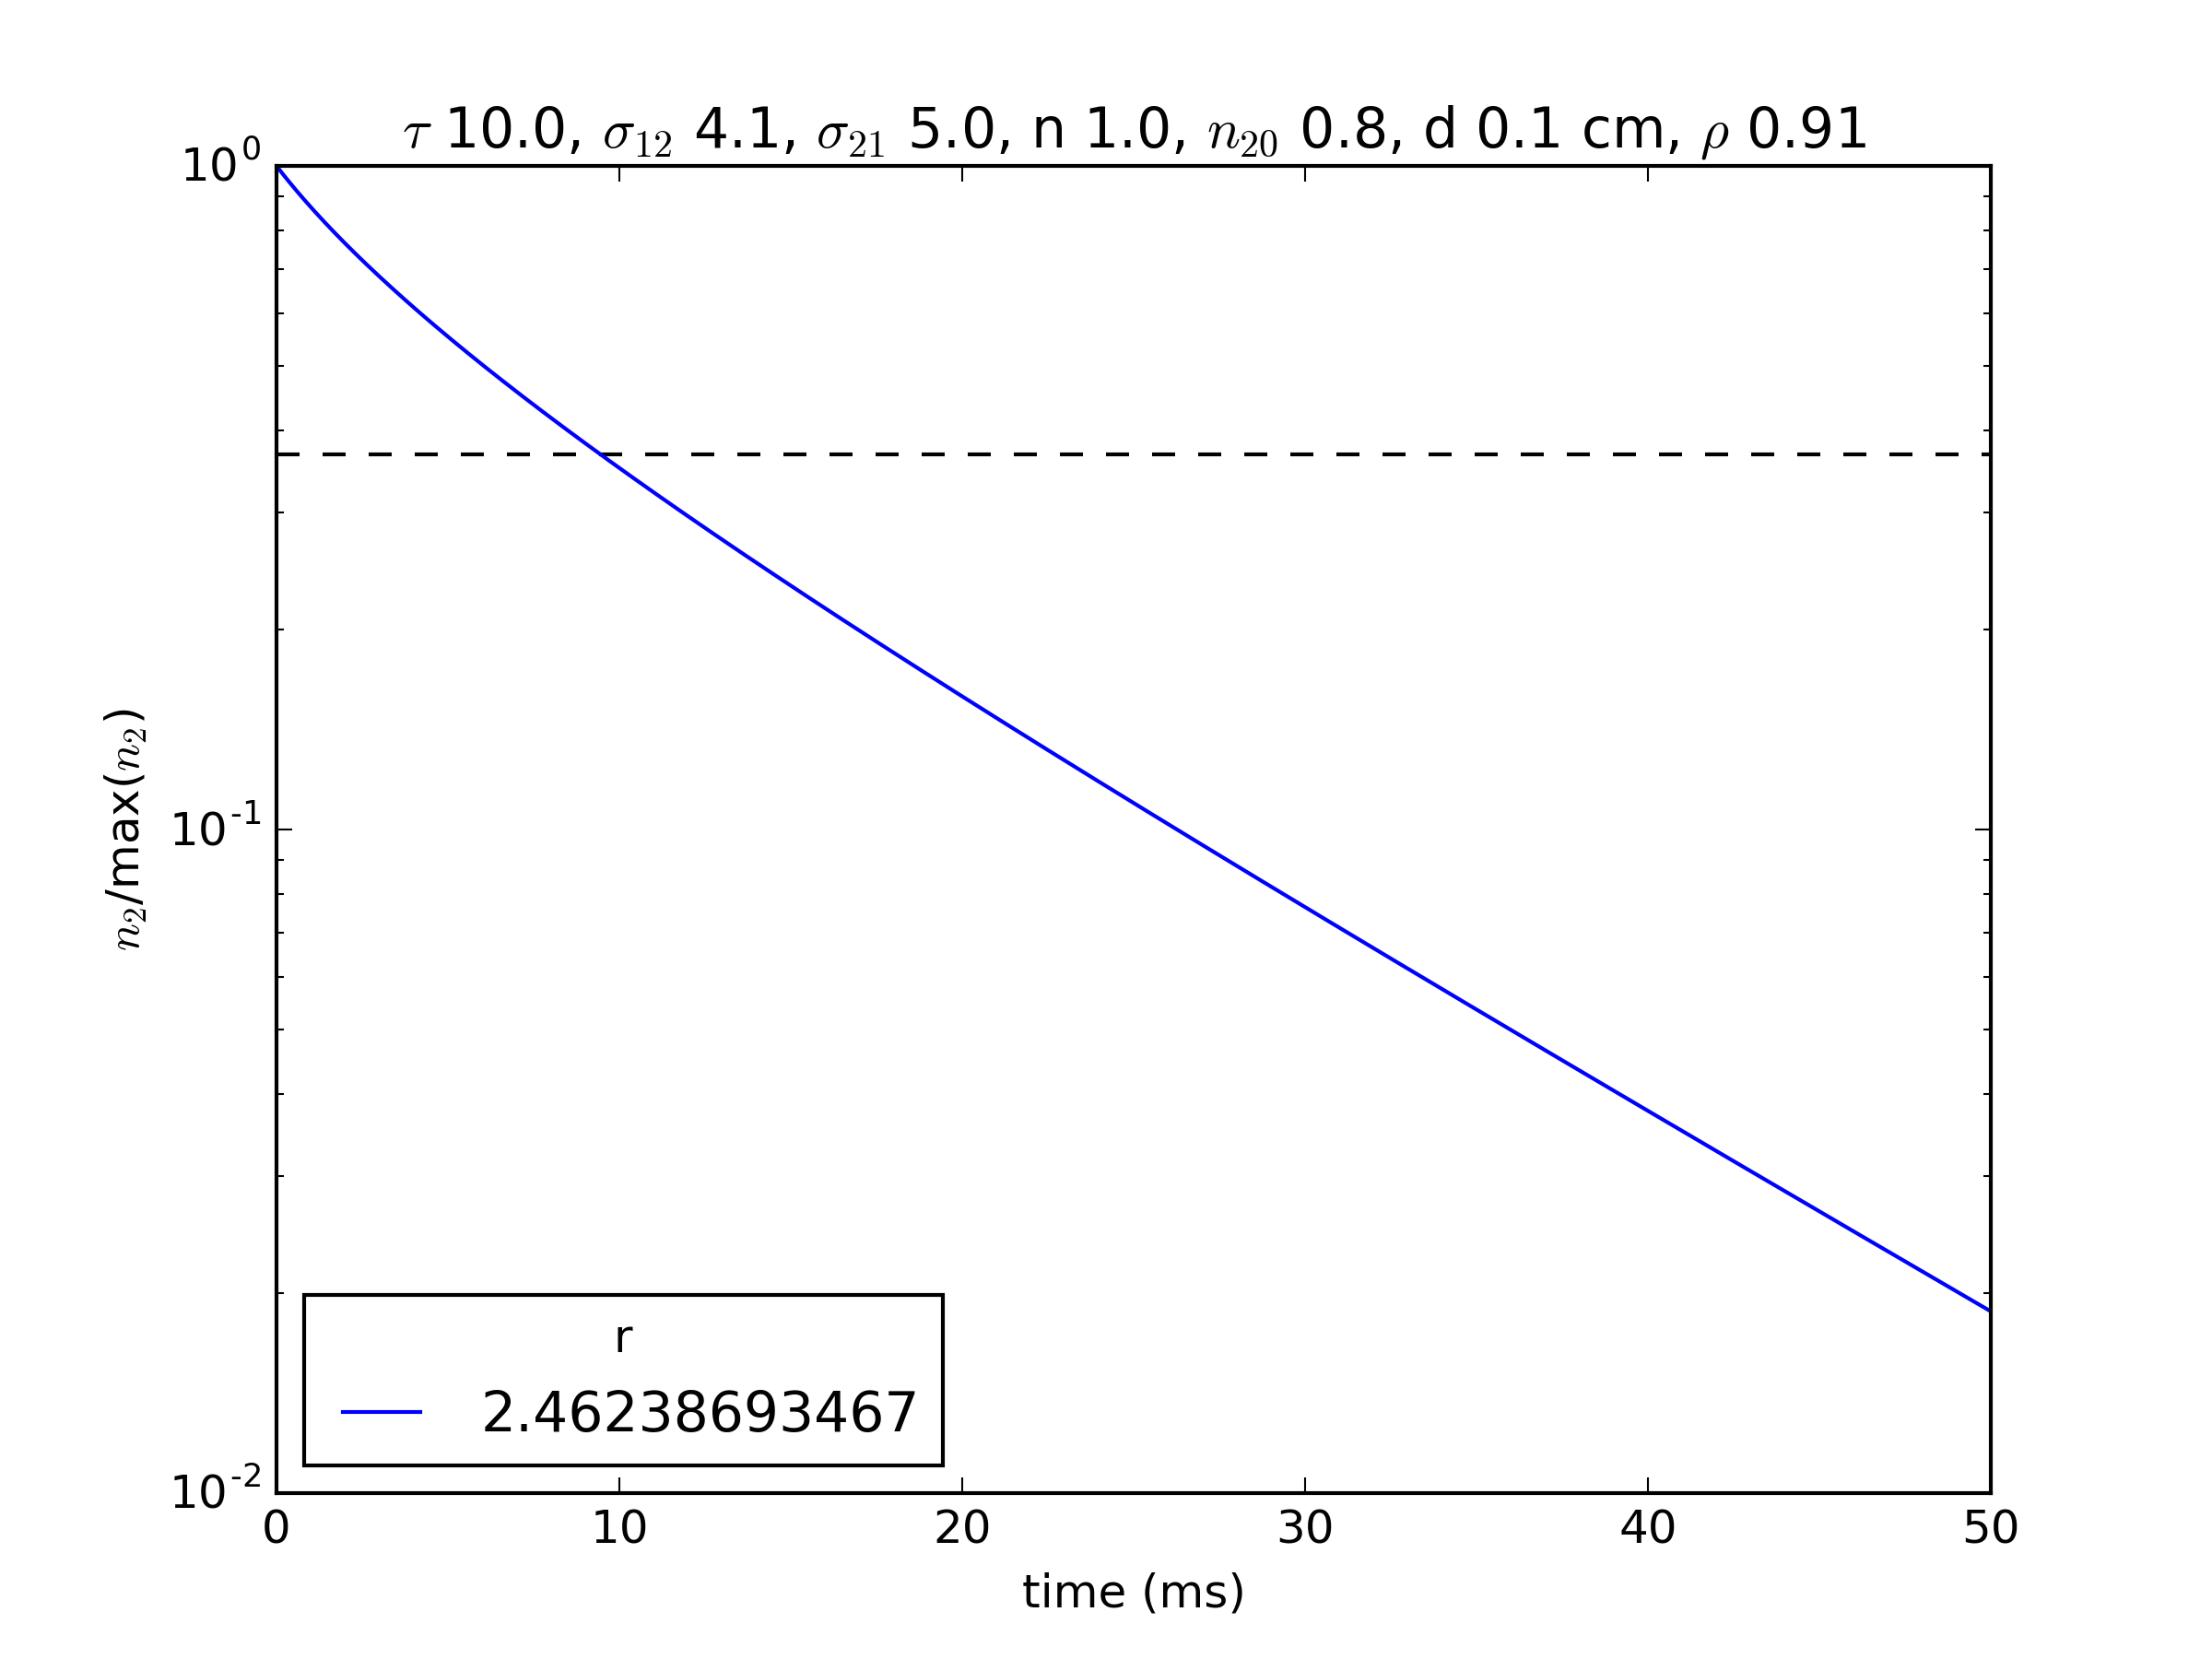 τ 10.0, σ₁₂ 4.1, σ₂₁ 5.0, n 1.0, n₂₀ 0.8, d 0.1 cm, ρ 0.91
10⁰
10⁻¹
10⁻²
n₂/max(n₂)
r
2.46238693467
0 10 20 30 40 50
time (ms)